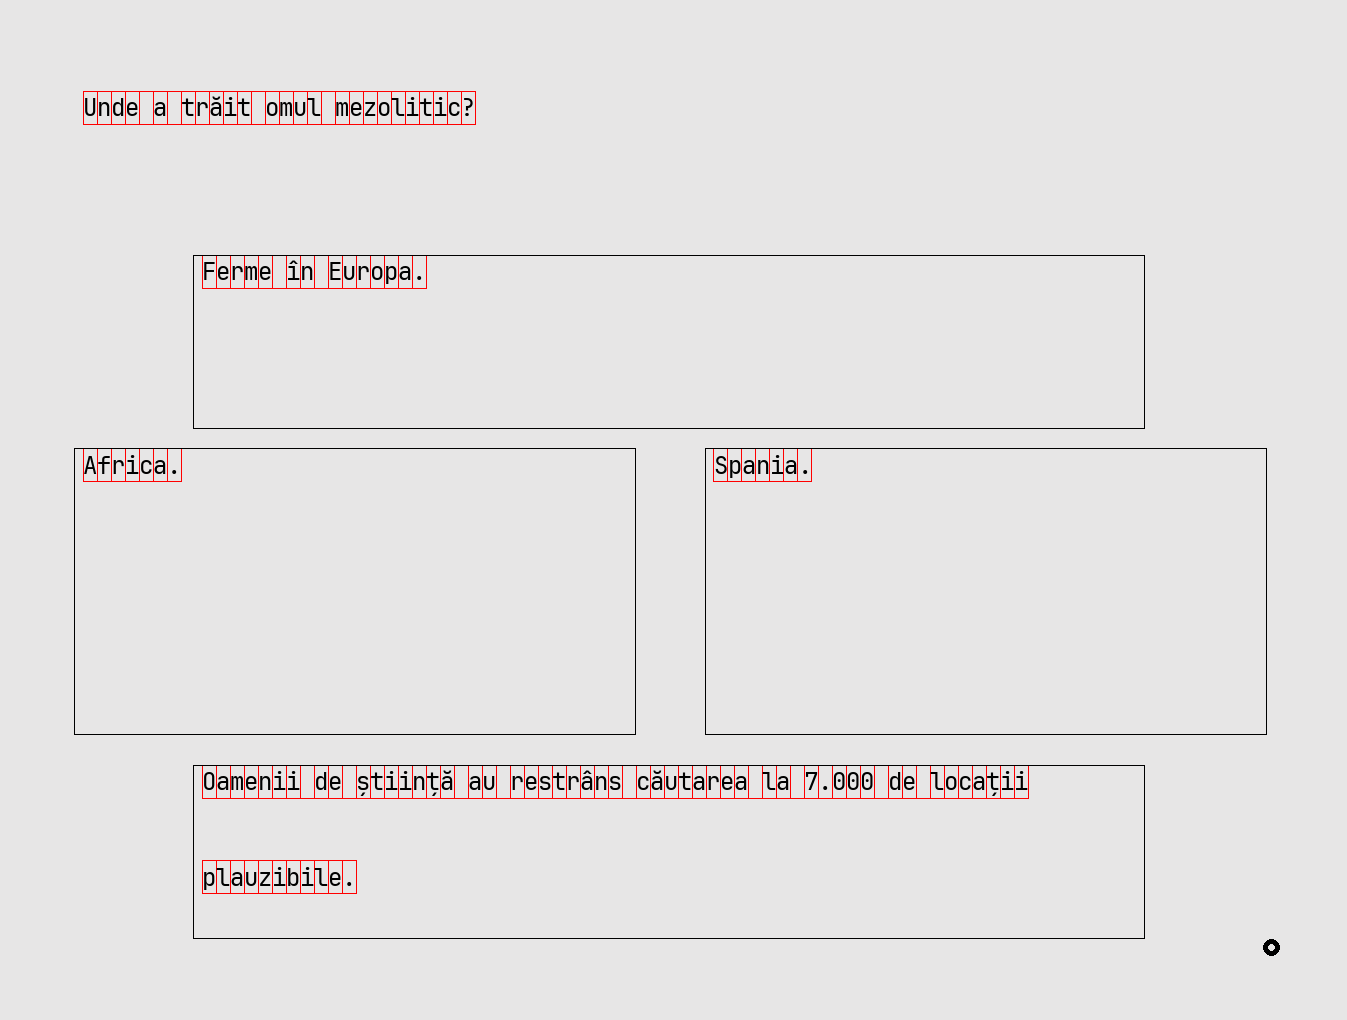 Unde a trăit omul mezolitic?
Ferme în Europa.
Africa.
Spania.
Oamenii de știință au restrâns căutarea la 7.000 de locații
plauzibile.